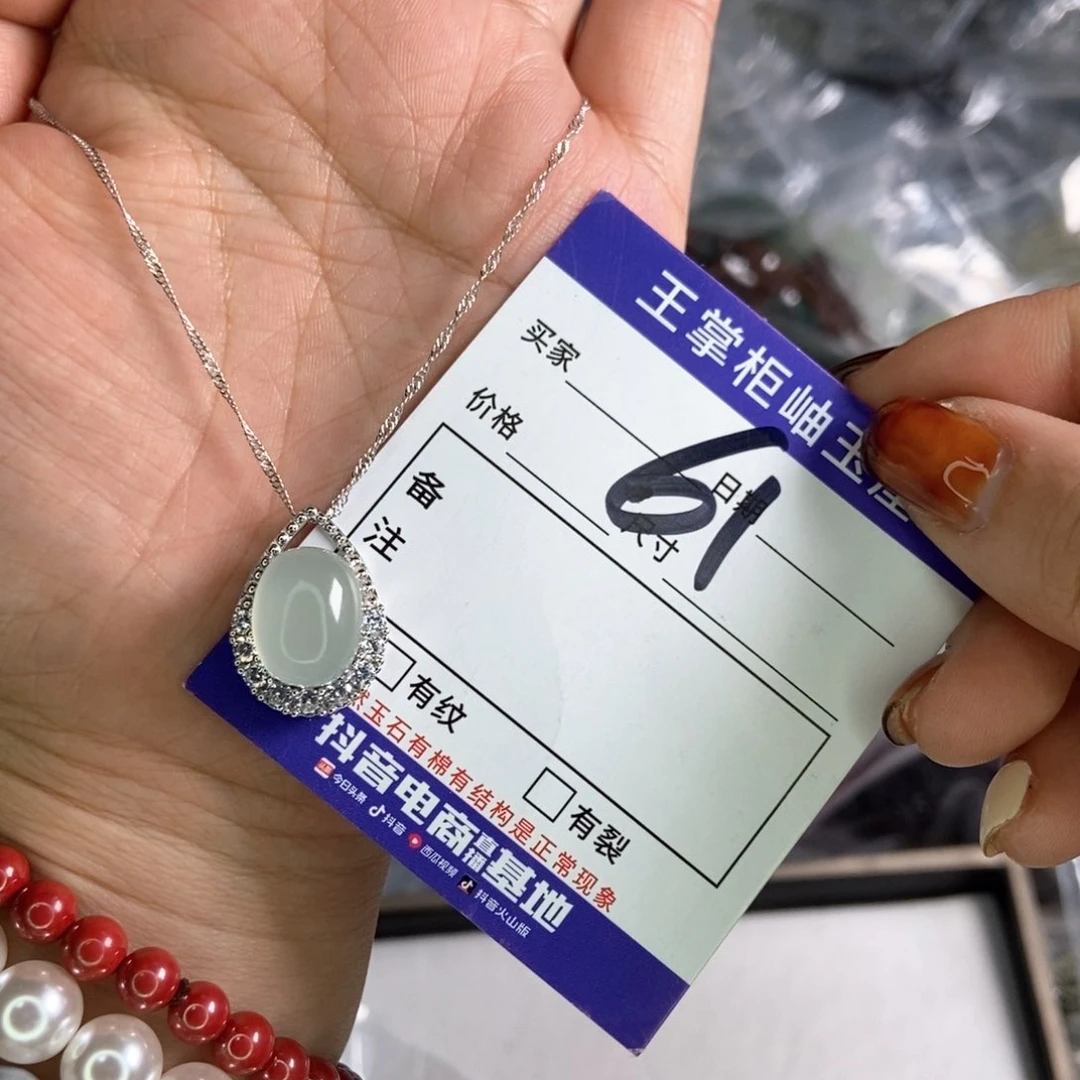 王掌柜岫玉
买家
日期
价格
尺寸
61
备
注
有纹
有裂
然玉石有棉有结构是正常现象
抖音电商直播基地
今日头条 抖音 西瓜视频 抖音火山版